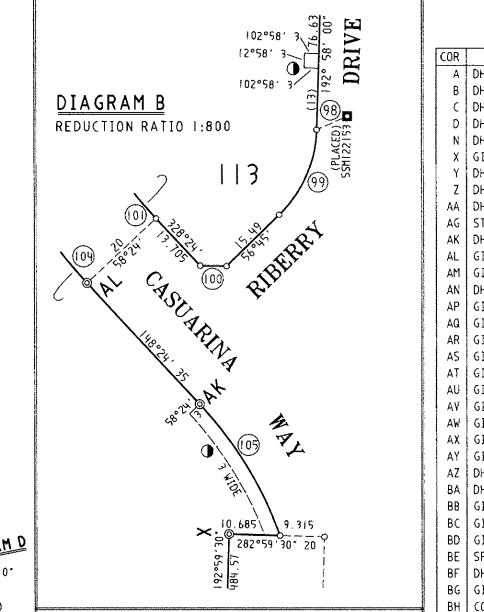 DIAGRAM B
REDUCTION RATIO 1:800
102°58' 3
12°58' 3
102°58' 3
76.63
192° 58' 00"
(13)
DRIVE
98
(PLACED)
SSM122153
99
113
101
328°24'
13.705
100
15.49
56°45'
RIBERRY
20
58°24'
104
AL
CASUARINA
148°24' 35
AK
58°24'
3
WAY
105
3 WIDE
X
10.685
9.315
282°59'30" 20
192°59'30"
484.57
M D
0"
COR
A DH
B DH
C DH
D DH
N DH
X GI
Y DH
Z DH
AA DH
AG ST
AK DH
AL GI
AM GI
AN DH
AP GI
AQ GI
AR GI
AS GI
AT GI
AU GI
AV GI
AW GI
AX GI
AY GI
AZ DH
BA DH
BB GI
BC GI
BD GI
BE SP
BF DH
BG GI
BH CO